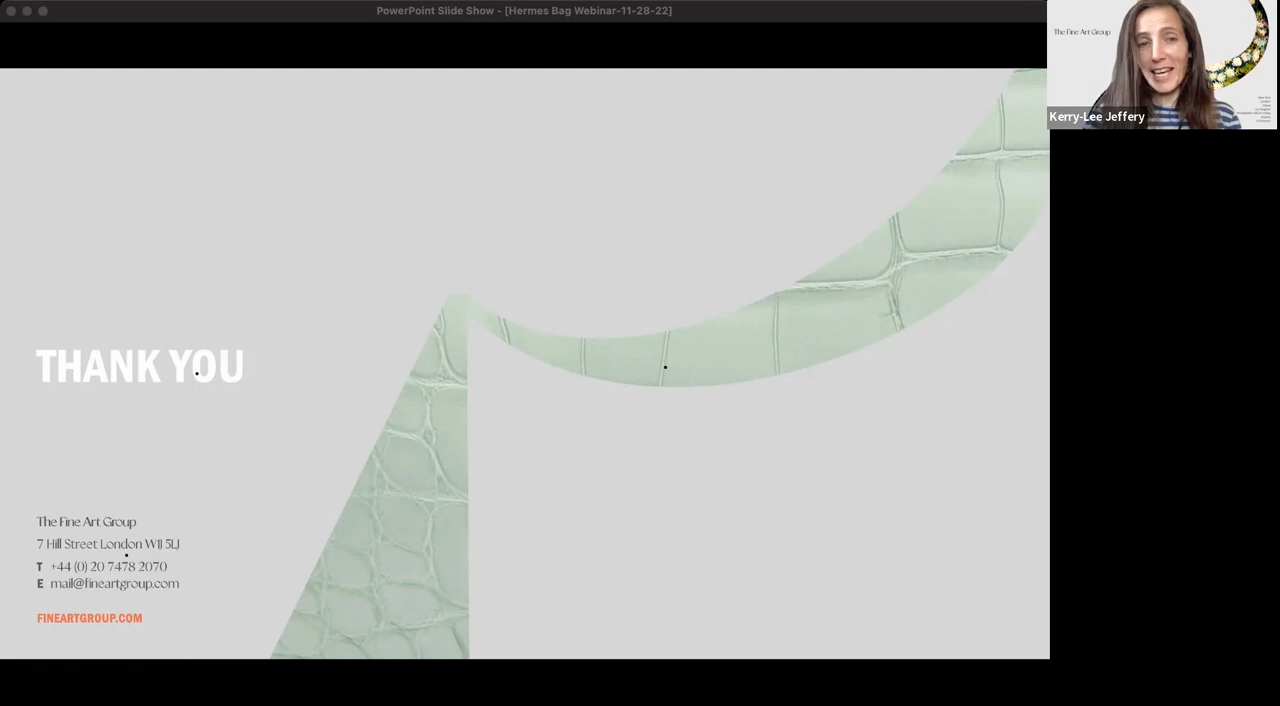 PowerPoint Slide Show - [Hermes Bag Webinar-11-28-22]
The Fine Art Group
Kerry-Lee Jeffery
THANK YOU
The Fine Art Group
7 Hill Street London W1J 5LJ
T +44 (0) 20 7478 2070
E mail@fineartgroup.com
FINEARTGROUP.COM